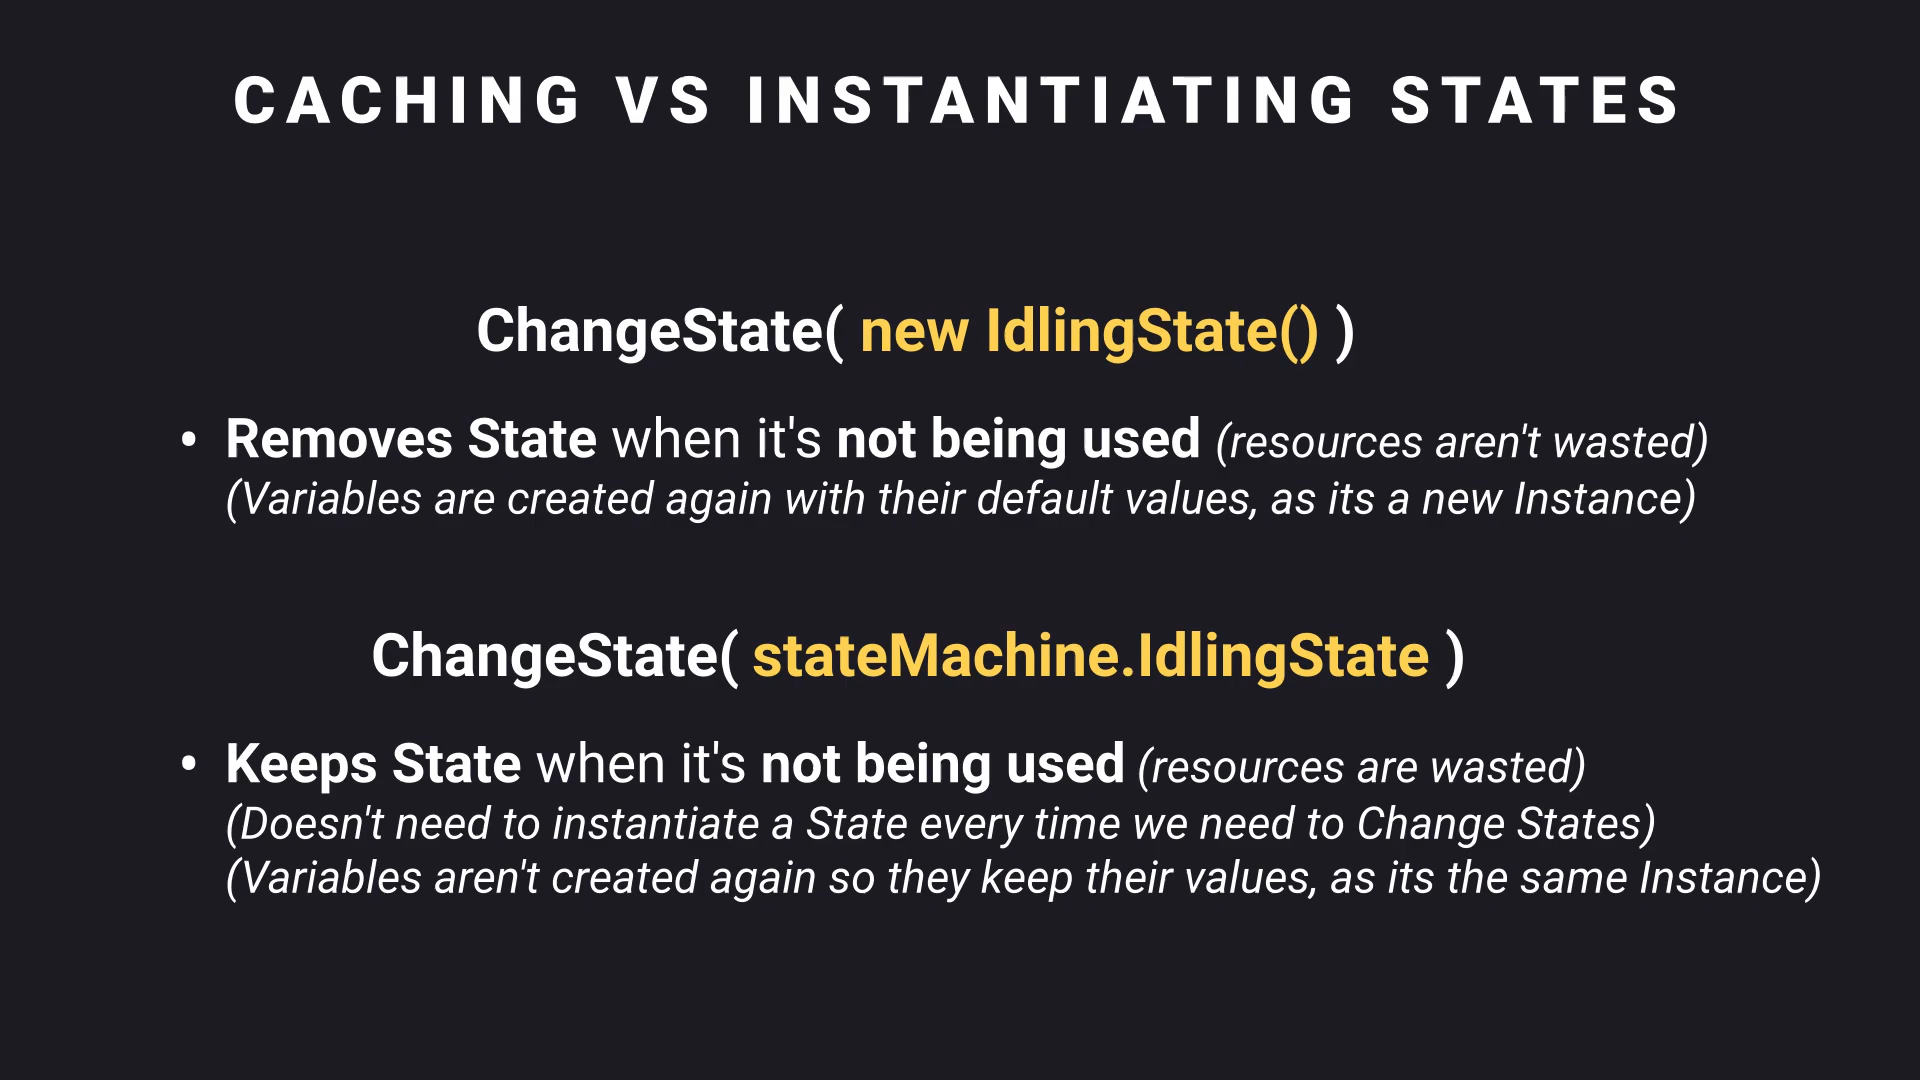 CACHING VS INSTANTIATING STATES
ChangeState( new IdlingState() )
• Removes State when it's not being used (resources aren't wasted)
(Variables are created again with their default values, as its a new Instance)
ChangeState( stateMachine.IdlingState )
• Keeps State when it's not being used (resources are wasted)
(Doesn't need to instantiate a State every time we need to Change States)
(Variables aren't created again so they keep their values, as its the same Instance)